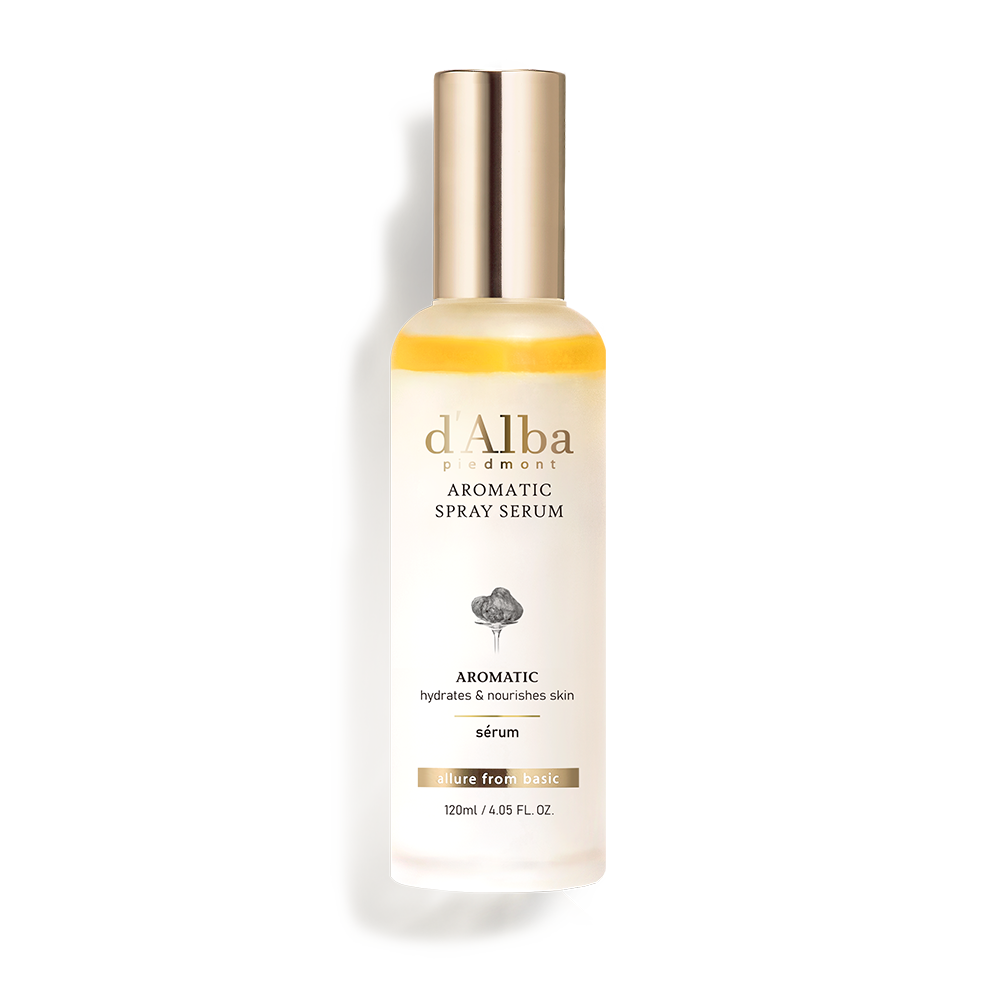 d'Alba
piedmont
AROMATIC
SPRAY SERUM
AROMATIC
hydrates & nourishes skin
sérum
allure from basic
120ml / 4.05 FL. OZ.